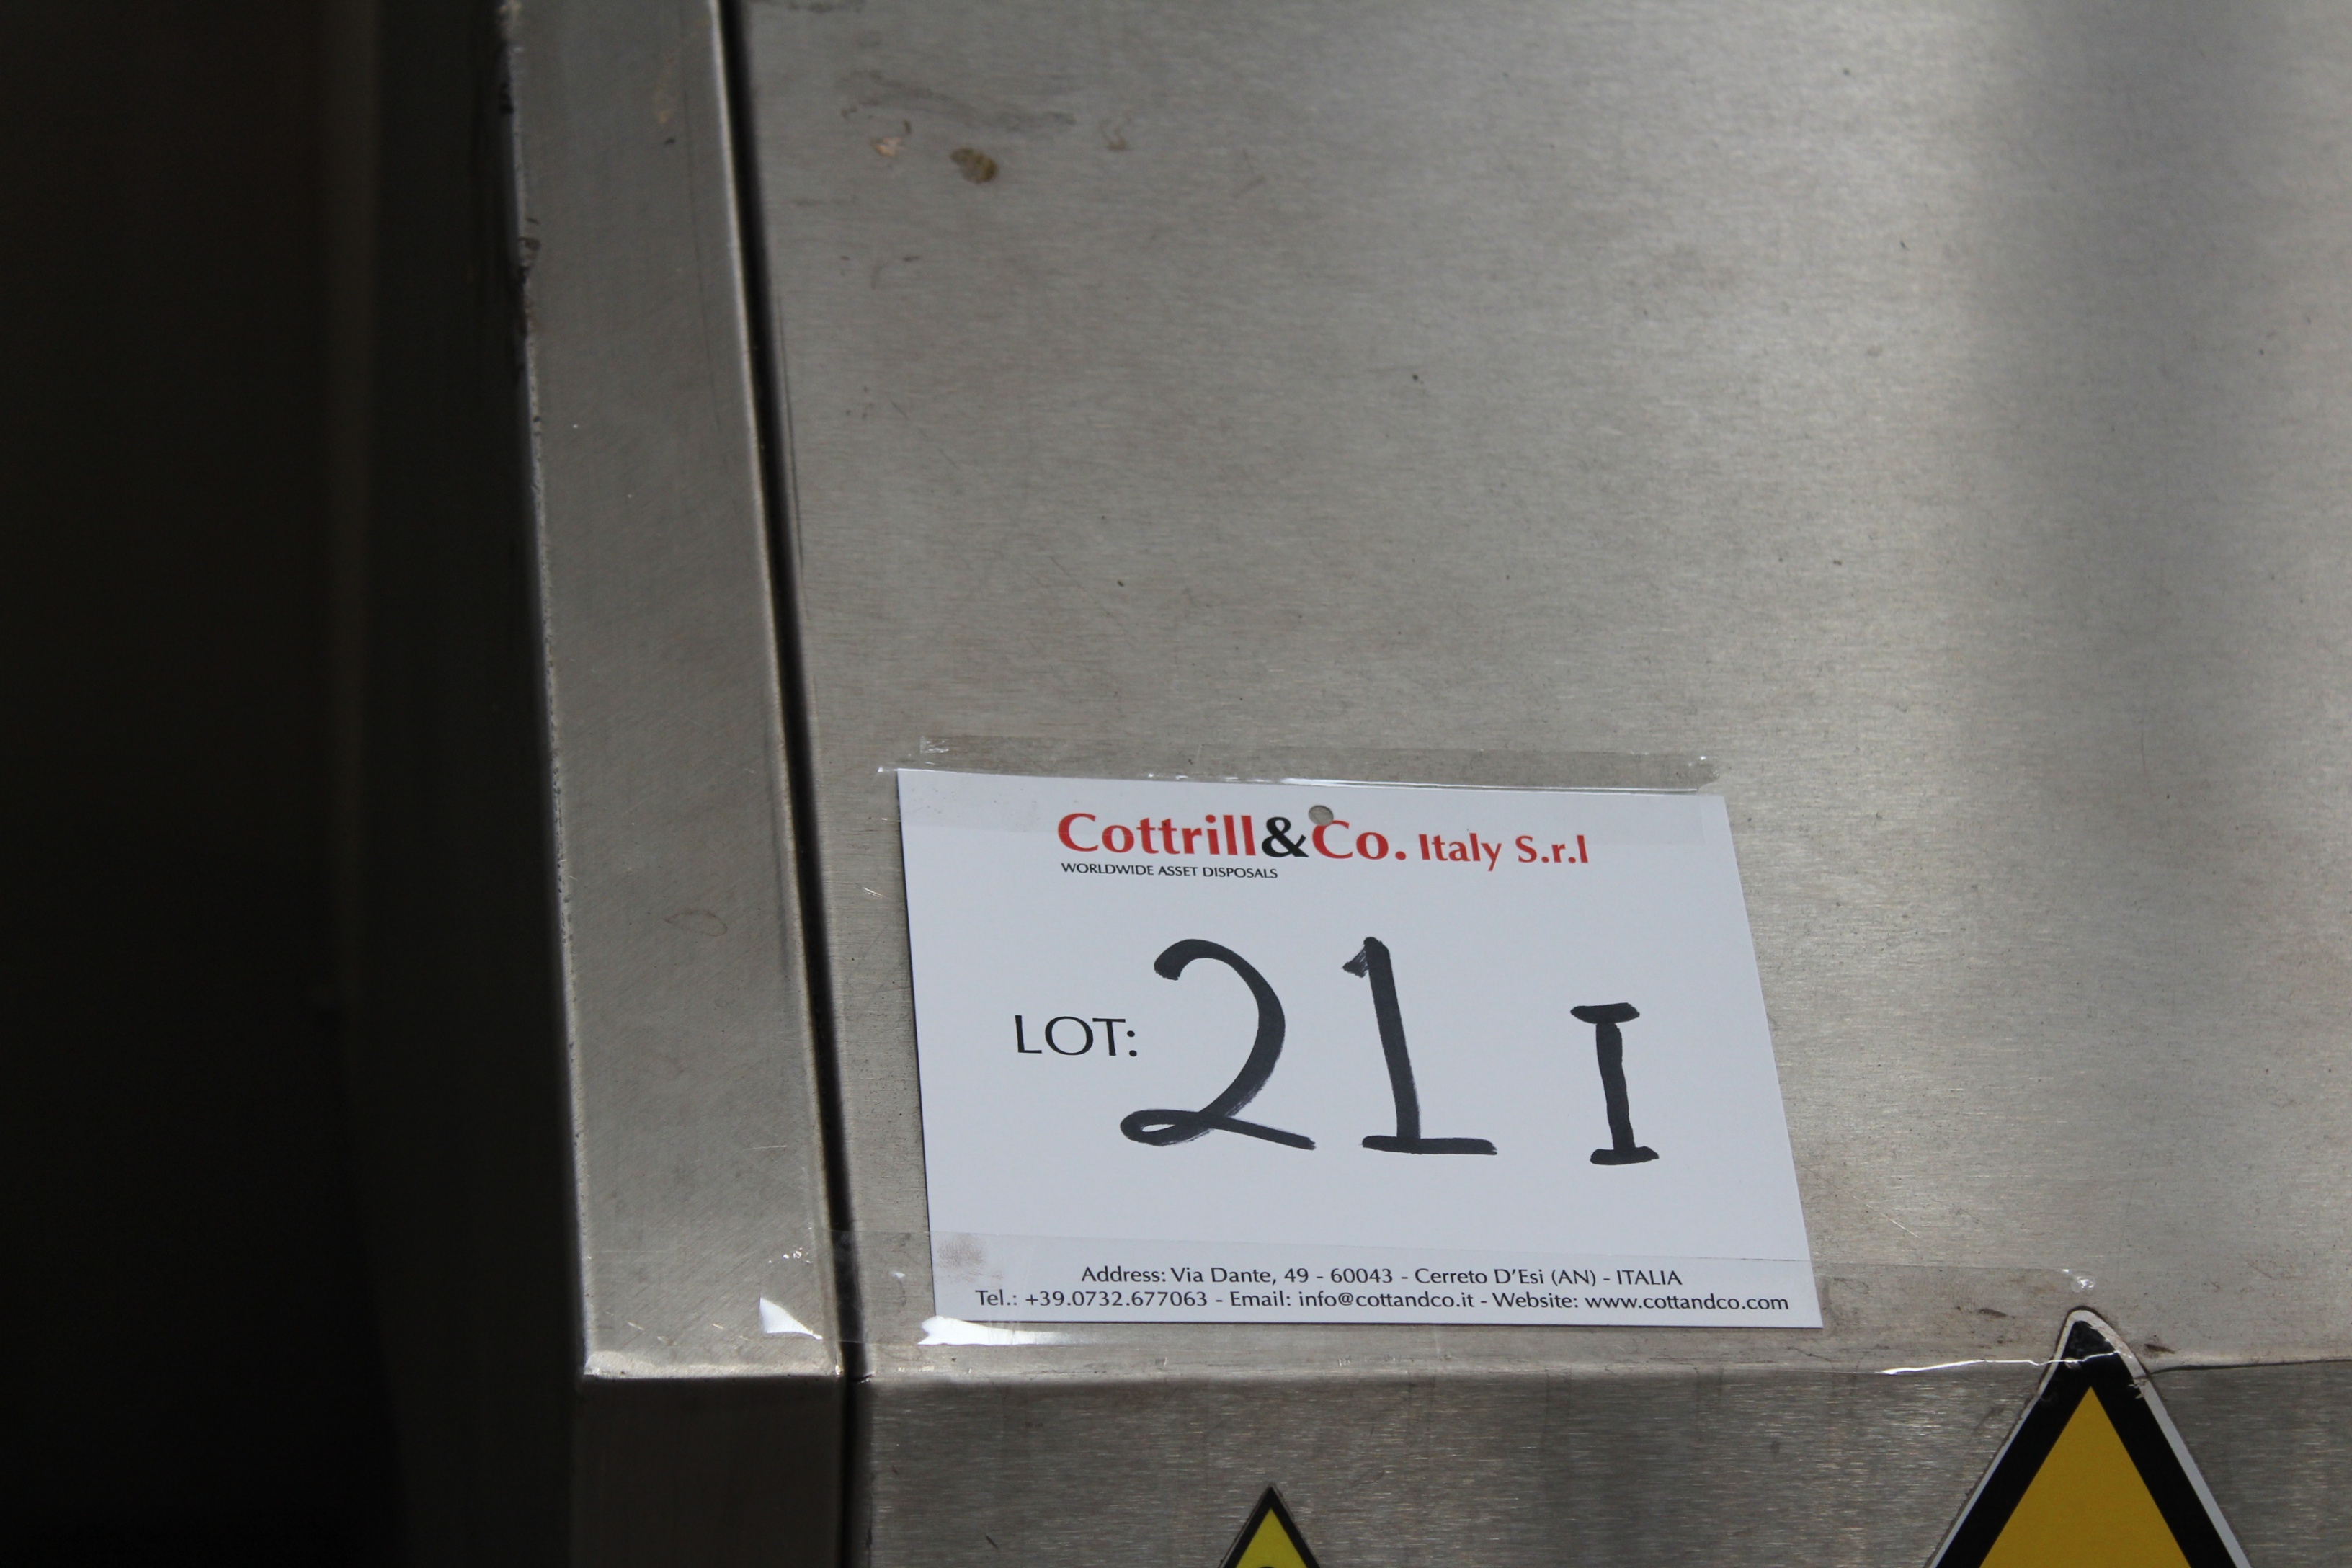 Cottrill&Co. Italy S.r.l
WORLDWIDE ASSET DISPOSALS
LOT: 21 I
Address: Via Dante, 49 - 60043 - Cerreto D'Esi (AN) - ITALIA
Tel.: +39.0732.677063 - Email: info@cottandco.it - Website: www.cottandco.com